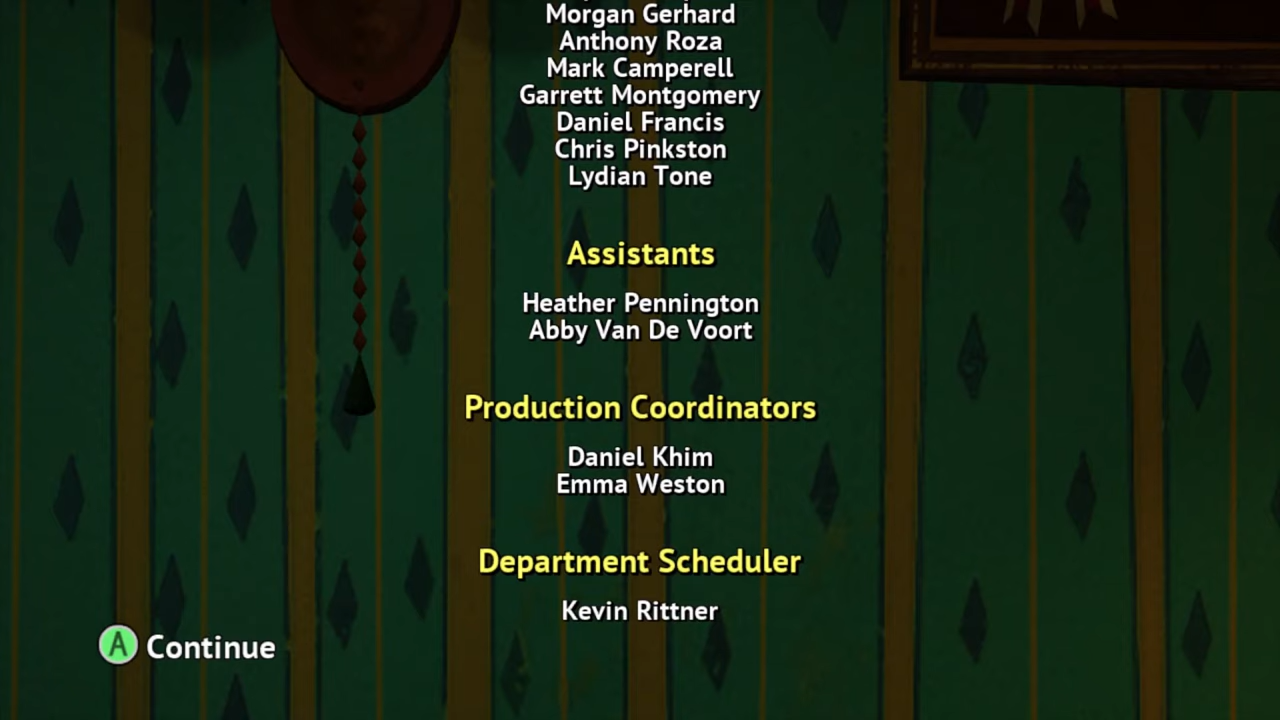 Morgan Gerhard
Anthony Roza
Mark Camperell
Garrett Montgomery
Daniel Francis
Chris Pinkston
Lydian Tone
Assistants
Heather Pennington
Abby Van De Voort
Production Coordinators
Daniel Khim
Emma Weston
Department Scheduler
Kevin Rittner
A Continue